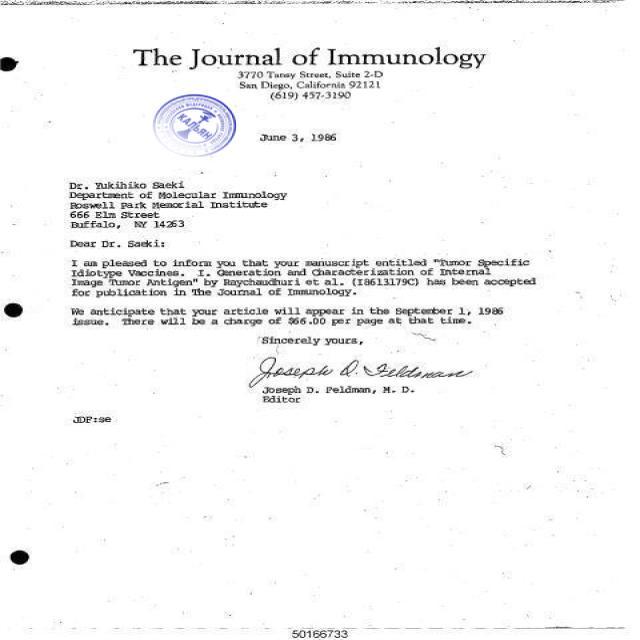 The Journal of Immunology
3770 Tansy Street, Suite 2-D
San Diego, California 92121
(619) 457-3190
КАЛЬЯН
June 3, 1986
Dr. Yukihiko Saeki
Department of Molecular Immunology
Roswell Park Memorial Institute
666 Elm Street
Buffalo, NY 14263
Dear Dr. Saeki:
I am pleased to inform you that your manuscript entitled "Tumor Specific
Idiotype Vaccines. I. Generation and Characterization of Internal
Image Tumor Antigen" by Raychaudhuri et al. (I8613179C) has been accepted
for publication in The Journal of Immunology.
We anticipate that your article will appear in the September 1, 1986
issue. There will be a charge of $66.00 per page at that time.
Sincerely yours,
Joseph D. Feldman
Joseph D. Feldman, M. D.
Editor
JDF:se
50166733